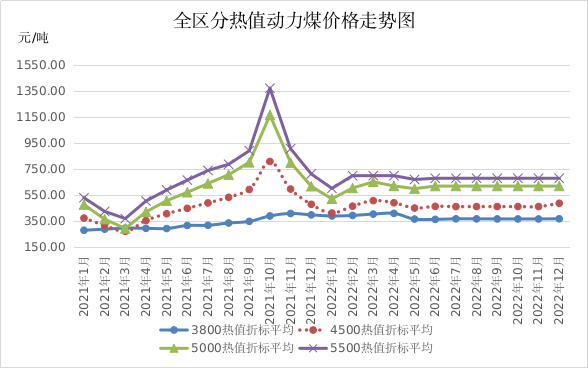 全区分热值动力煤价格走势图
元/吨
1550.00
1350.00
1150.00
950.00
750.00
550.00
350.00
150.00
2021年1月
2021年2月
2021年3月
2021年4月
2021年5月
2021年6月
2021年7月
2021年8月
2021年9月
2021年10月
2021年11月
2021年12月
2022年1月
2022年2月
2022年3月
2022年4月
2022年5月
2022年6月
2022年7月
2022年8月
2022年9月
2022年10月
2022年11月
2022年12月
3800热值折标平均 4500热值折标平均
5000热值折标平均 5500热值折标平均